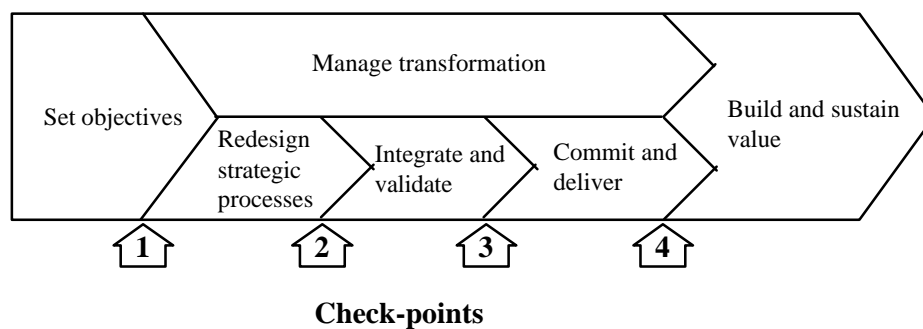 Manage transformation
Set objectives
Build and sustain
value
Redesign
strategic
processes
Integrate and
validate
Commit and
deliver
1
2
3
4
Check-points